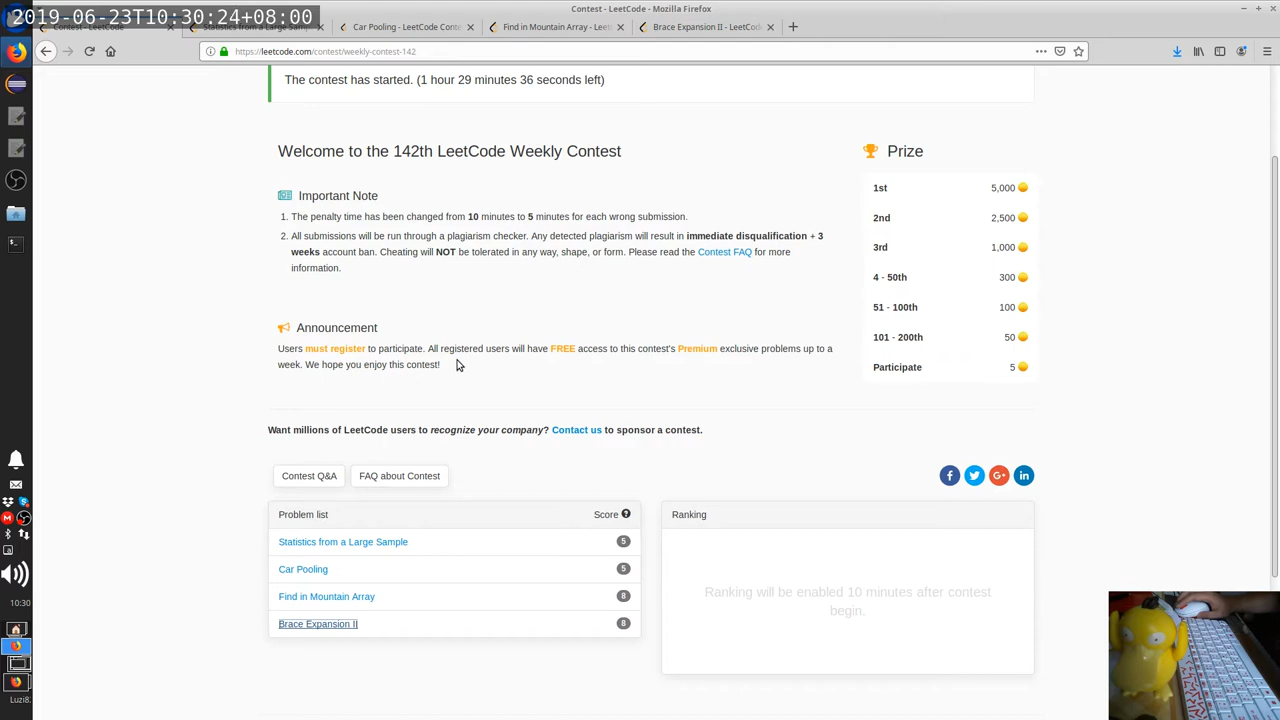 2019-06-23T10:30:24+08:00
Contest - LeetCode - Mozilla Firefox
Contest - LeetCode
Statistics from a Large Sam
Car Pooling - LeetCode Conte
Find in Mountain Array - Leet
Brace Expansion II - LeetCod
https://leetcode.com/contest/weekly-contest-142
The contest has started. (1 hour 29 minutes 36 seconds left)
Welcome to the 142th LeetCode Weekly Contest
Important Note
1. The penalty time has been changed from 10 minutes to 5 minutes for each wrong submission.
2. All submissions will be run through a plagiarism checker. Any detected plagiarism will result in immediate disqualification + 3
weeks account ban. Cheating will NOT be tolerated in any way, shape, or form. Please read the Contest FAQ for more
information.
Announcement
Users must register to participate. All registered users will have FREE access to this contest's Premium exclusive problems up to a
week. We hope you enjoy this contest!
Prize
1st 5,000
2nd 2,500
3rd 1,000
4 - 50th 300
51 - 100th 100
101 - 200th 50
Participate 5
Want millions of LeetCode users to recognize your company? Contact us to sponsor a contest.
Contest Q&A
FAQ about Contest
Problem list Score
Statistics from a Large Sample 5
Car Pooling 5
Find in Mountain Array 8
Brace Expansion II 8
Ranking
Ranking will be enabled 10 minutes after contest
begin.
10:30
Luzi8